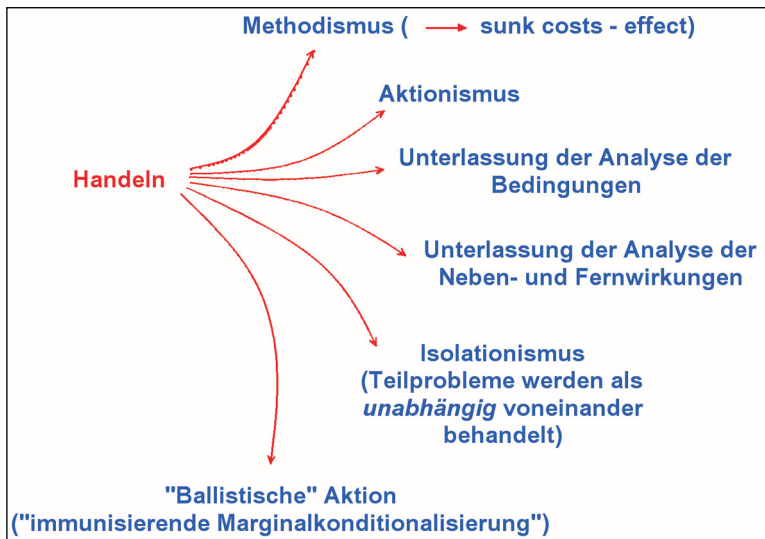 Methodismus ( → sunk costs - effect)
Aktionismus
Unterlassung der Analyse der
Bedingungen
Handeln
Unterlassung der Analyse der
Neben- und Fernwirkungen
Isolationismus
(Teilprobleme werden als
unabhängig voneinander
behandelt)
"Ballistische" Aktion
("immunisierende Marginalkonditionalisierung")